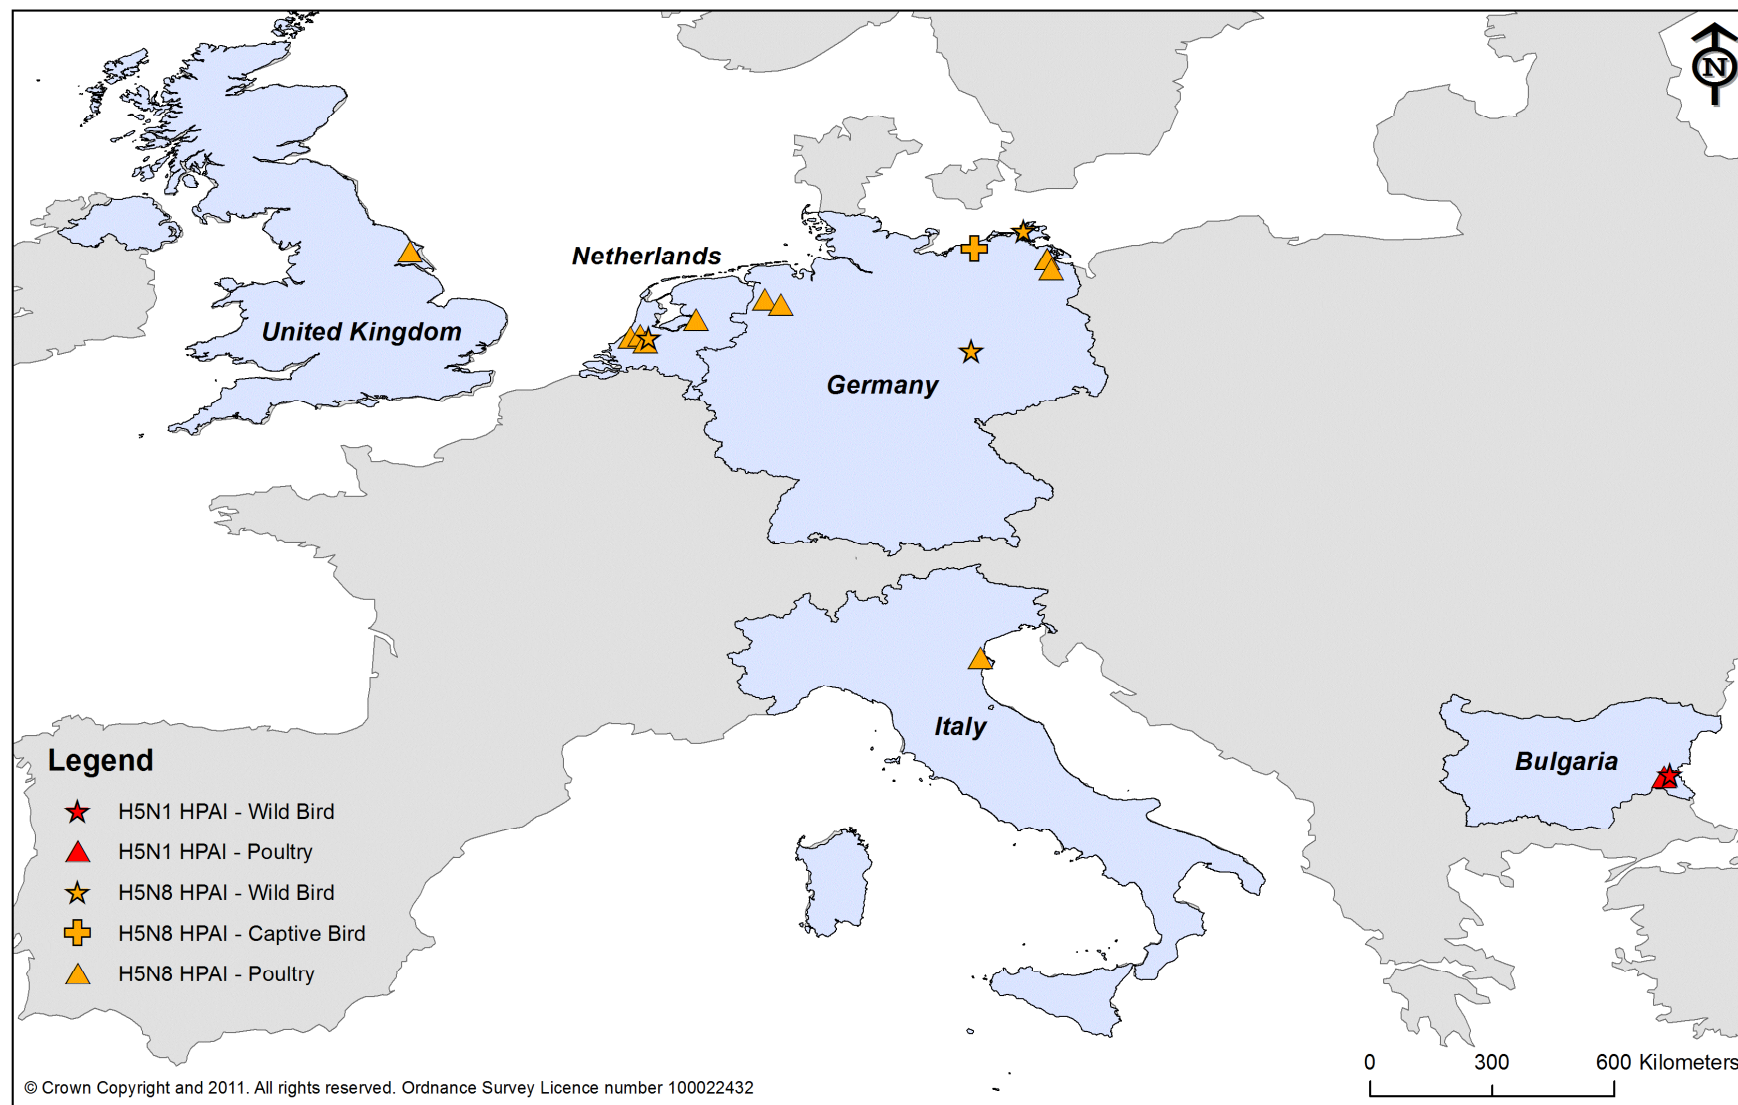 N
Netherlands
United Kingdom
Germany
Italy
Bulgaria
Legend
H5N1 HPAI - Wild Bird
H5N1 HPAI - Poultry
H5N8 HPAI - Wild Bird
H5N8 HPAI - Captive Bird
H5N8 HPAI - Poultry
0 300 600 Kilometers
© Crown Copyright and 2011. All rights reserved. Ordnance Survey Licence number 100022432